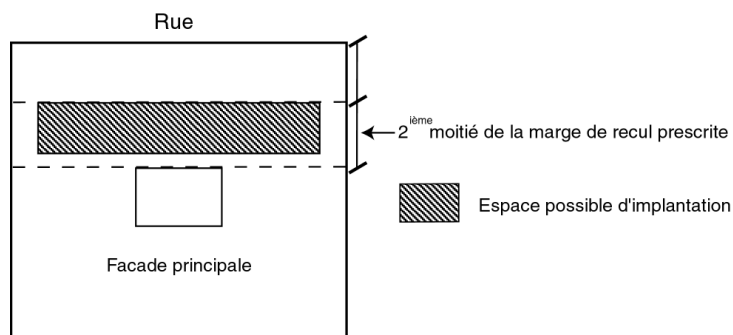 Rue
2ième moitié de la marge de recul prescrite
Espace possible d'implantation
Facade principale